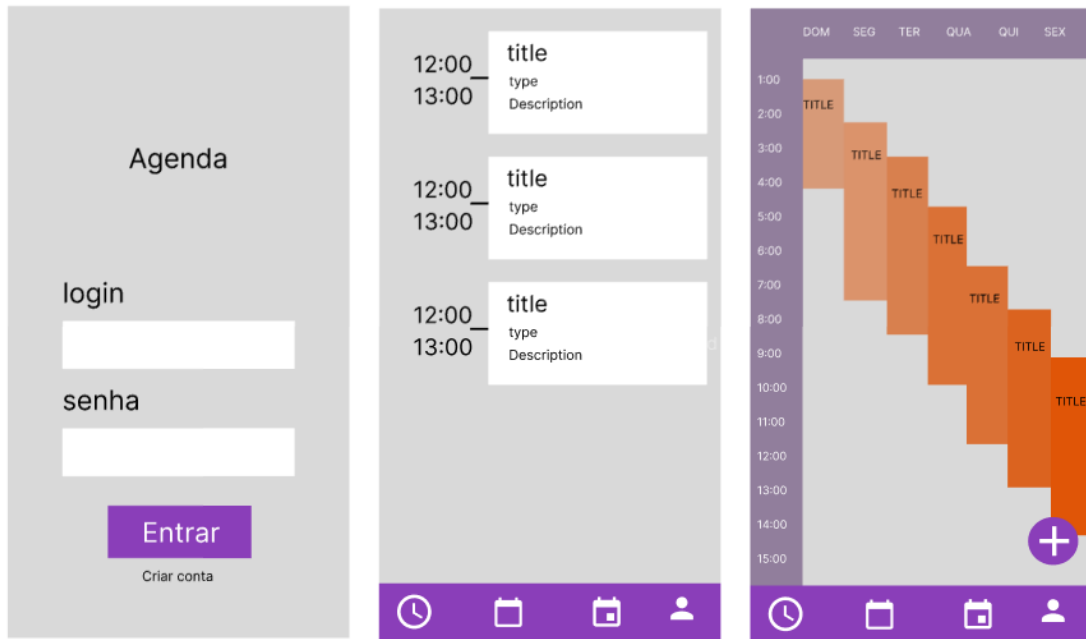 Agenda
login
senha
Entrar
Criar conta
12:00
13:00
title
type
Description
12:00
13:00
title
type
Description
12:00
13:00
title
type
Description
DOM SEG TER QUA QUI SEX
1:00
2:00
3:00
4:00
5:00
6:00
7:00
8:00
9:00
10:00
11:00
12:00
13:00
14:00
15:00
TITLE
TITLE
TITLE
TITLE
TITLE
TITLE
TITLE